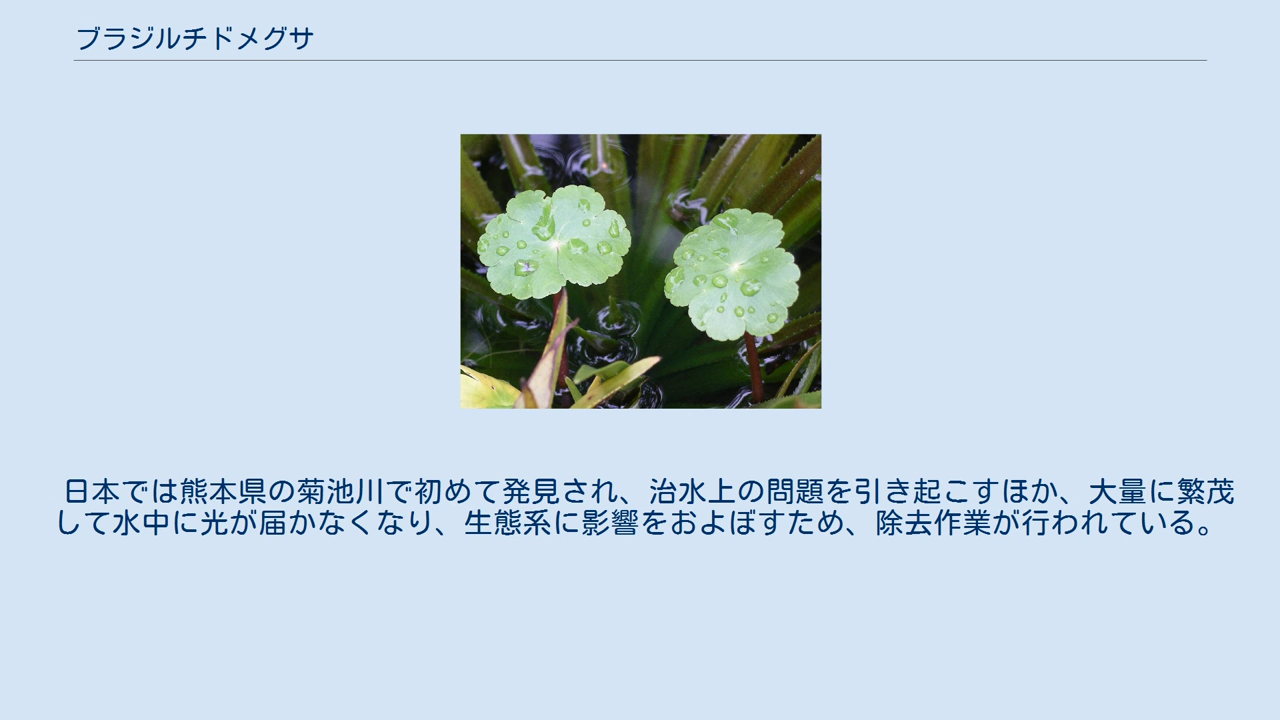 ブラジルチドメグサ
日本では熊本県の菊池川で初めて発見され、治水上の問題を引き起こすほか、大量に繁茂
して水中に光が届かなくなり、生態系に影響をおよぼすため、除去作業が行われている。